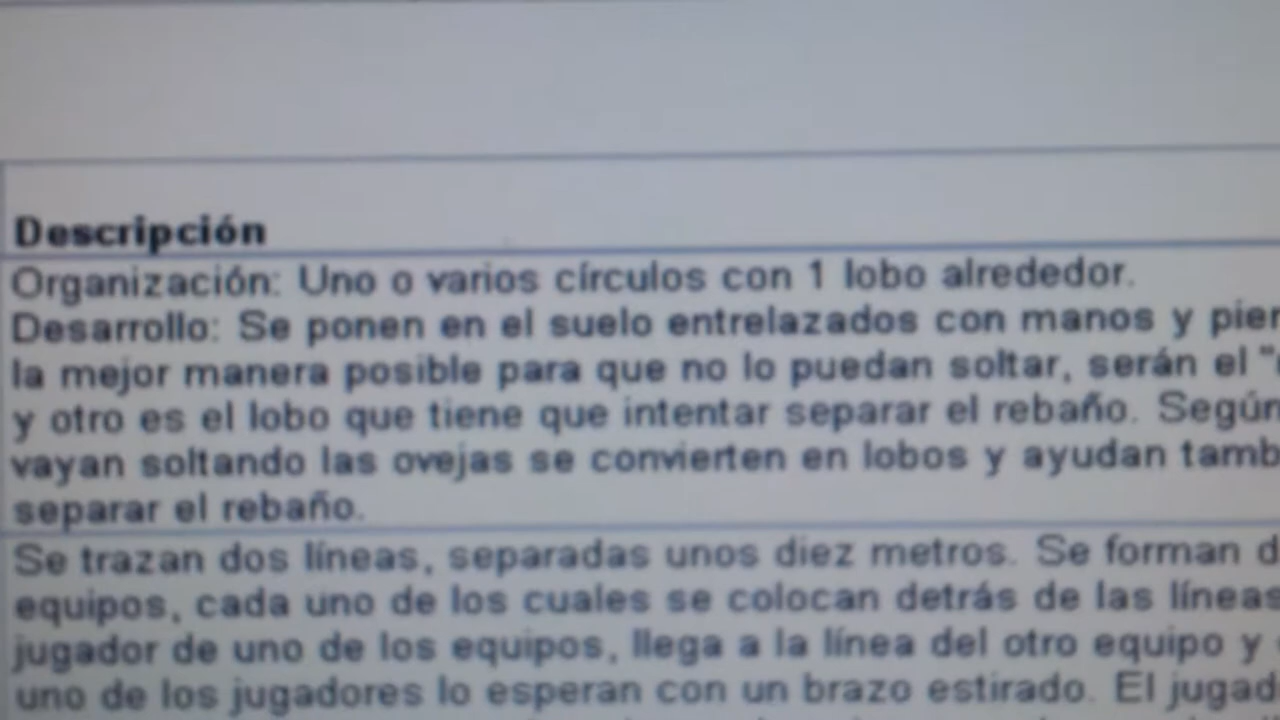 Descripción
Organización: Uno o varios círculos con 1 lobo alrededor.
Desarrollo: Se ponen en el suelo entrelazados con manos y
la mejor manera posible para que no lo puedan soltar, serán el
y otro es el lobo que tiene que intentar separar el rebaño. Según
vayan soltando las ovejas se convierten en lobos y ayudan
separar el rebaño.
Se trazan dos líneas, separadas unos diez metros. Se forman
equipos, cada uno de los cuales se colocan detrás de las líneas
jugador de uno de los equipos, llega a la línea del otro equipo y
uno de los jugadores lo esperan con un brazo estirado. El